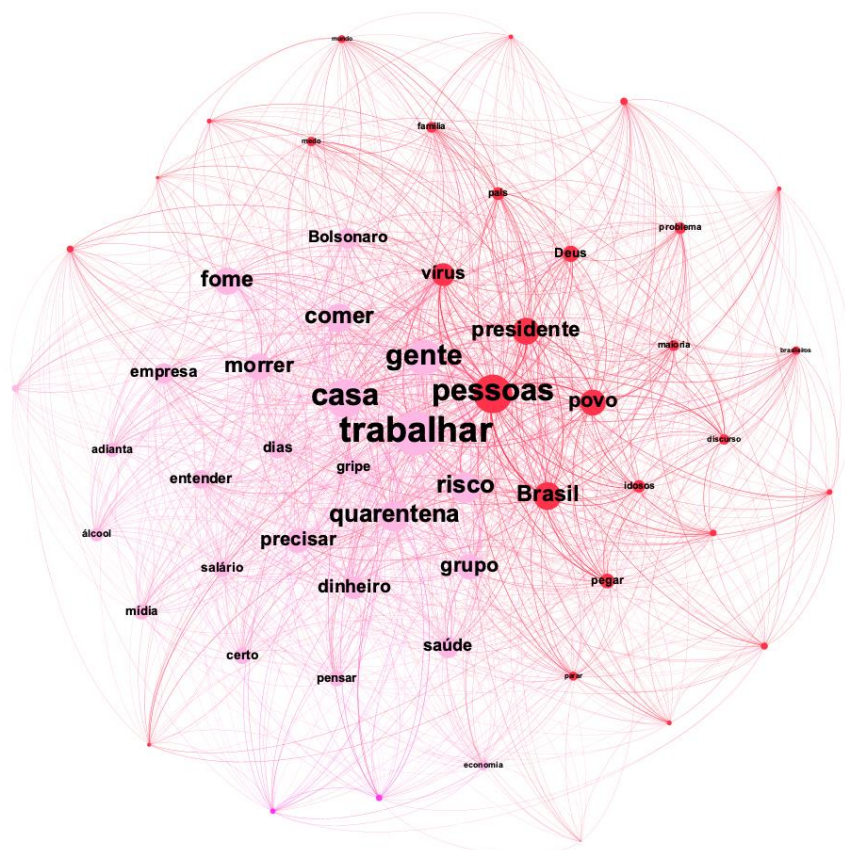 mundo
família
medo
país
problema
Bolsonaro
Deus
vírus
fome
comer
presidente
maioria
brasileiros
gente
morrer
empresa
pessoas
casa
povo
trabalhar
discurso
dias
adianta
gripe
entender
risco
idosos
Brasil
quarentena
álcool
precisar
salário
grupo
pegar
dinheiro
mídia
saúde
certo
parar
pensar
economia